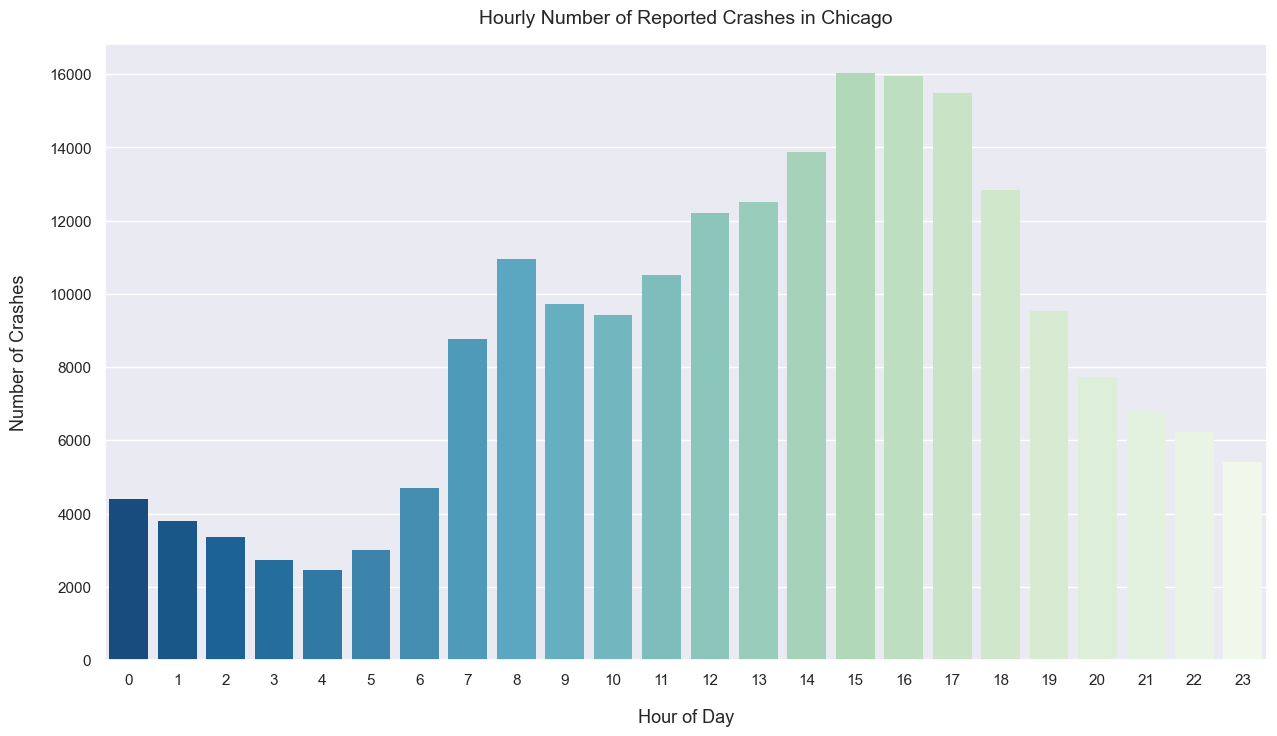 Hourly Number of Reported Crashes in Chicago
Number of Crashes
16000
14000
12000
10000
8000
6000
4000
2000
0
0 1 2 3 4 5 6 7 8 9 10 11 12 13 14 15 16 17 18 19 20 21 22 23
Hour of Day